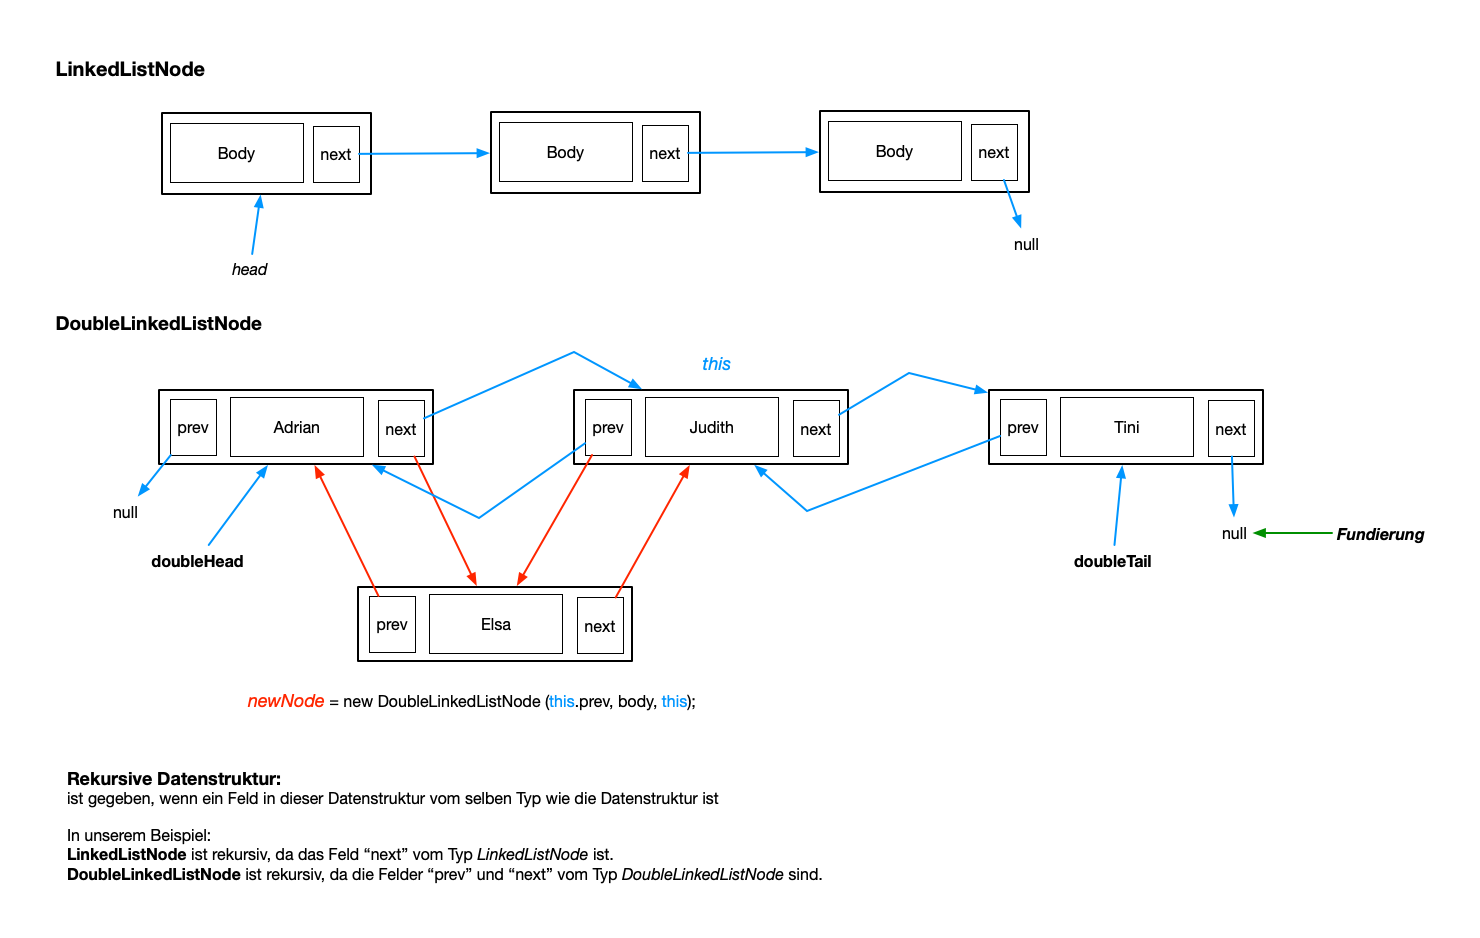 LinkedListNode
Body
next
Body
next
Body
next
null
head
DoubleLinkedListNode
this
prev
Adrian
next
prev
Judith
next
prev
Tini
next
null
null
Fundierung
doubleHead
doubleTail
prev
Elsa
next
newNode = new DoubleLinkedListNode (this.prev, body, this);
Rekursive Datenstruktur:
ist gegeben, wenn ein Feld in dieser Datenstruktur vom selben Typ wie die Datenstruktur ist
In unserem Beispiel:
LinkedListNode ist rekursiv, da das Feld “next” vom Typ LinkedListNode ist.
DoubleLinkedListNode ist rekursiv, da die Felder “prev” und “next” vom Typ DoubleLinkedListNode sind.